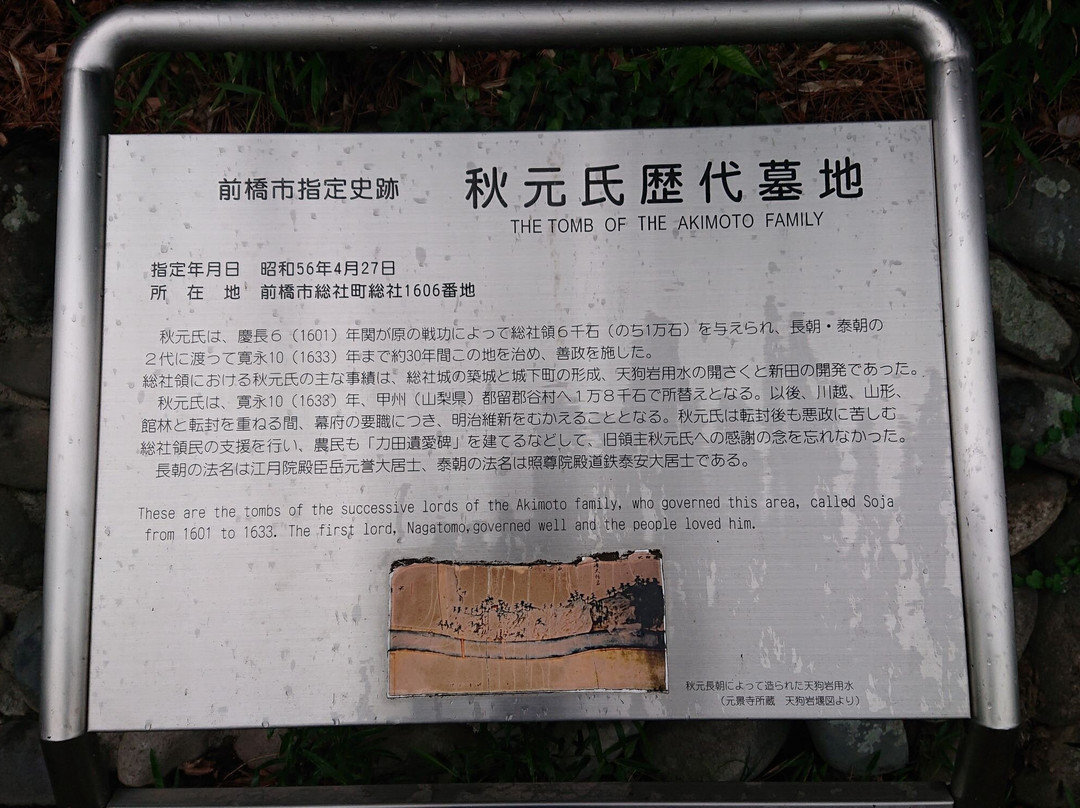 前橋市指定史跡 秋元氏歴代墓地
THE TOMB OF THE AKIMOTO FAMILY
指定年月日 昭和56年4月27日
所在地 前橋市総社町総社1606番地
秋元氏は、慶長6（1601）年関が原の戦功によって総社領6千石（のち1万石）を与えられ、長朝・泰朝の
2代に渡って寛永10（1633）年まで約30年間この地を治め、善政を施した。
総社領における秋元氏の主な事績は、総社城の築城と城下町の形成、天狗岩用水の開さくと新田の開発であった。
秋元氏は、寛永10（1633）年、甲州（山梨県）都留郡谷村へ1万8千石で所替えとなる。以後、川越、山形、
館林と転封を重ねる間、幕府の要職につき、明治維新をむかえることとなる。秋元氏は転封後も悪政に苦しむ
総社領民の支援を行い、農民も「力田遺愛碑」を建てるなどして、旧領主秋元氏への感謝の念を忘れなかった。
長朝の法名は江月院殿臣岳元誉大居士、泰朝の法名は照尊院殿道鉄泰安大居士である。
These are the tombs of the successive lords of the Akimoto family, who governed this area, called Soja
from 1601 to 1633. The first lord, Nagatomo,governed well and the people loved him.
秋元長朝によって造られた天狗岩用水
（元景寺所蔵 天狗岩堰図より）